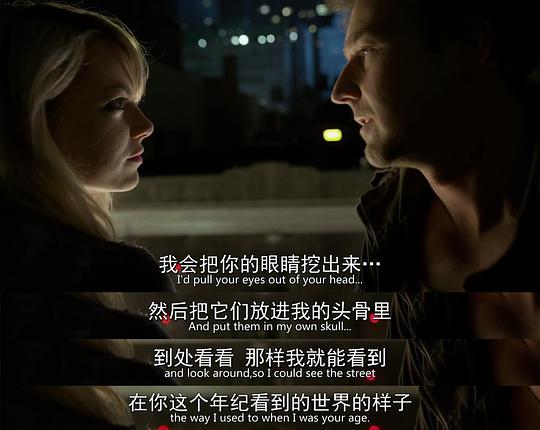 我会把你的眼睛挖出来…
I'd pull your eyes out of your head...
然后把它们放进我的头骨里
And put them in my own skull...
到处看看 那样我就能看到
and look around,so I could see the street
在你这个年纪看到的世界的样子
the way I used to when I was your age.